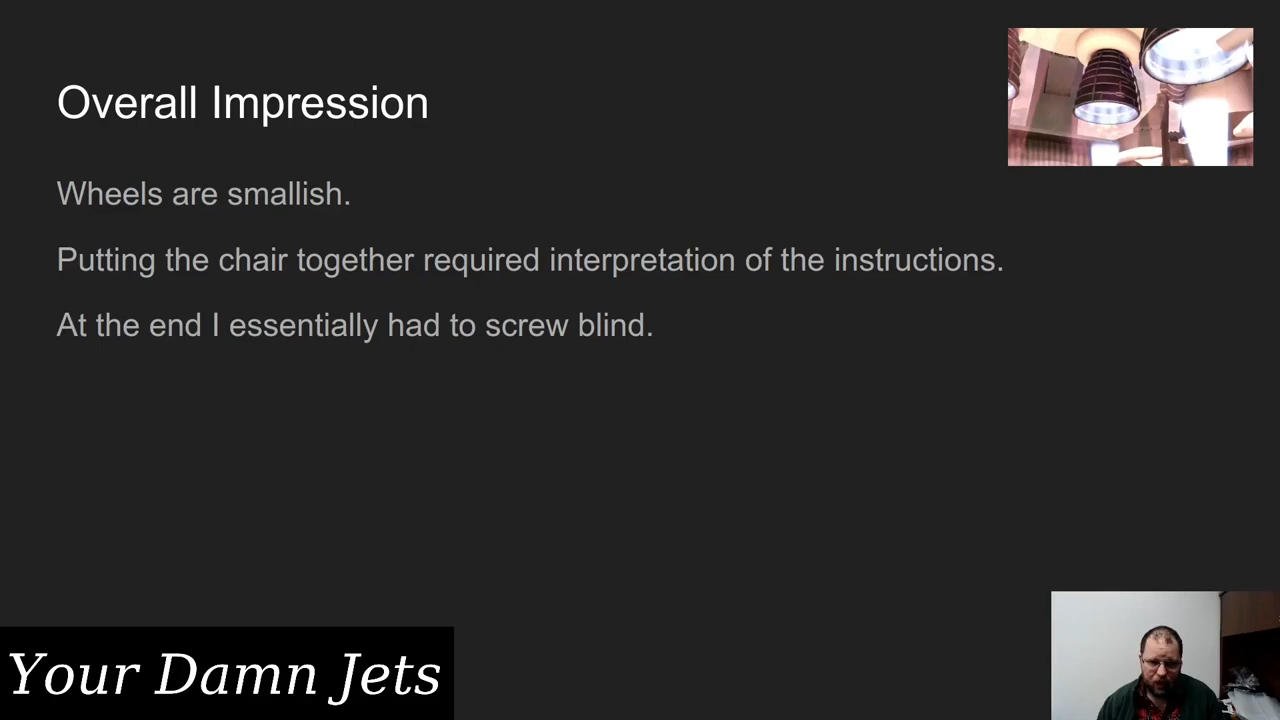 Overall Impression
Wheels are smallish.
Putting the chair together required interpretation of the instructions.
At the end I essentially had to screw blind.
Your Damn Jets